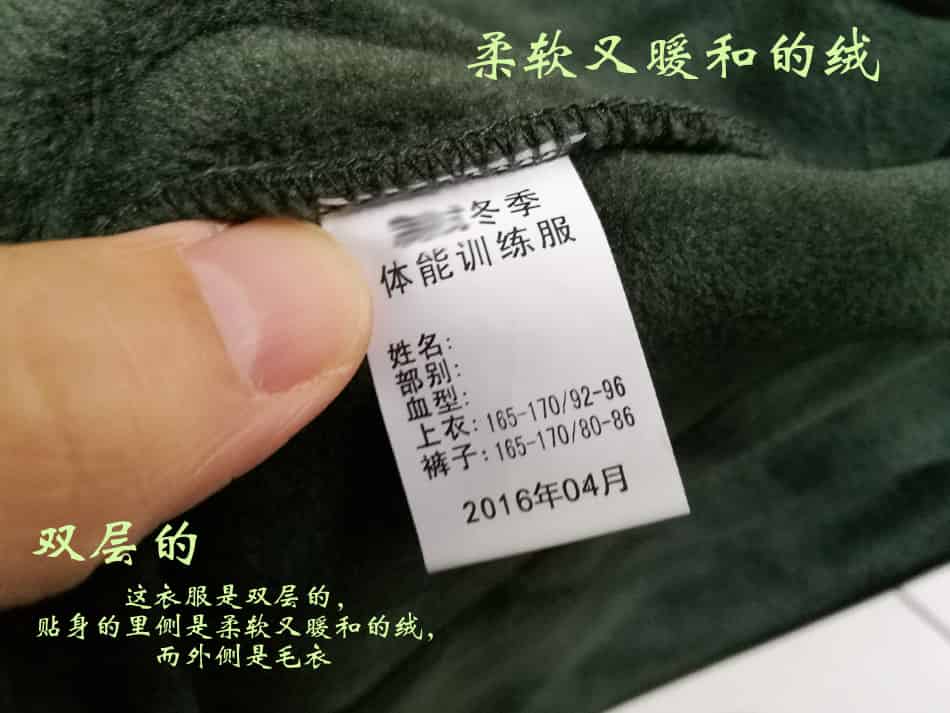 柔软又暖和的绒
冬季
体能训练服
姓名:
部别:
血型:
上衣:165-170/92-96
裤子:165-170/80-86
2016年04月
双层的
这衣服是双层的,
贴身的里侧是柔软又暖和的绒,
而外侧是毛衣